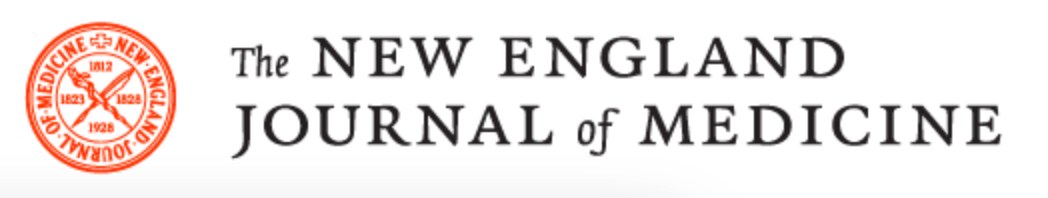 NEW·ENGLAND·JOURNAL·OF·MEDICINE
1812
1823 1828
1928
The NEW ENGLAND
JOURNAL of MEDICINE